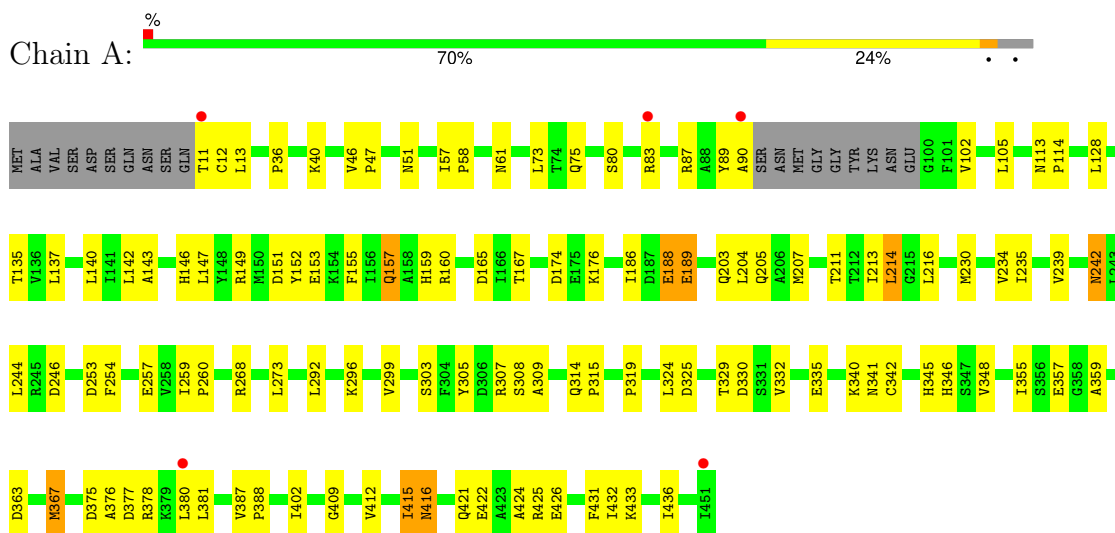 %
Chain A:
70% 24% • •
MET ALA VAL SER ASP SER GLN ASN SER GLN T11 C12 L13 P36 K40 V46 P47 N51 I57 P58 N61 L73 T74 Q75 S80 R83 R87 A88 Y89 A90 SER ASN MET GLY GLY TYR LYS ASN GLU G100 F101 V102 L105 N113 P114 L128
T135 V136 L137 L140 I141 L142 A143 H146 L147 Y148 R149 M150 D151 Y152 E153 K154 F155 I156 Q157 A158 H159 R160 D165 I166 T167 D174 E175 K176 I186 D187 E188 E189 Q203 L204 Q205 A206 M207 T211 T212 I213 L214 G215 L216 M230 V234 I235 V239 N242 L243
L244 R245 D246 D253 F254 E257 V258 I259 P260 R268 L273 L292 K296 V299 S303 F304 Y305 D306 R307 S308 A309 Q314 P315 P319 L324 D325 T329 D330 S331 V332 E335 K340 N341 C342 H345 H346 S347 V348 I355 S356 E357 G358 A359
D363 M367 D375 A376 D377 R378 K379 L380 L381 V387 P388 I402 G409 V412 I415 N416 Q421 E422 A423 A424 R425 E426 F431 I432 K433 I436 I451